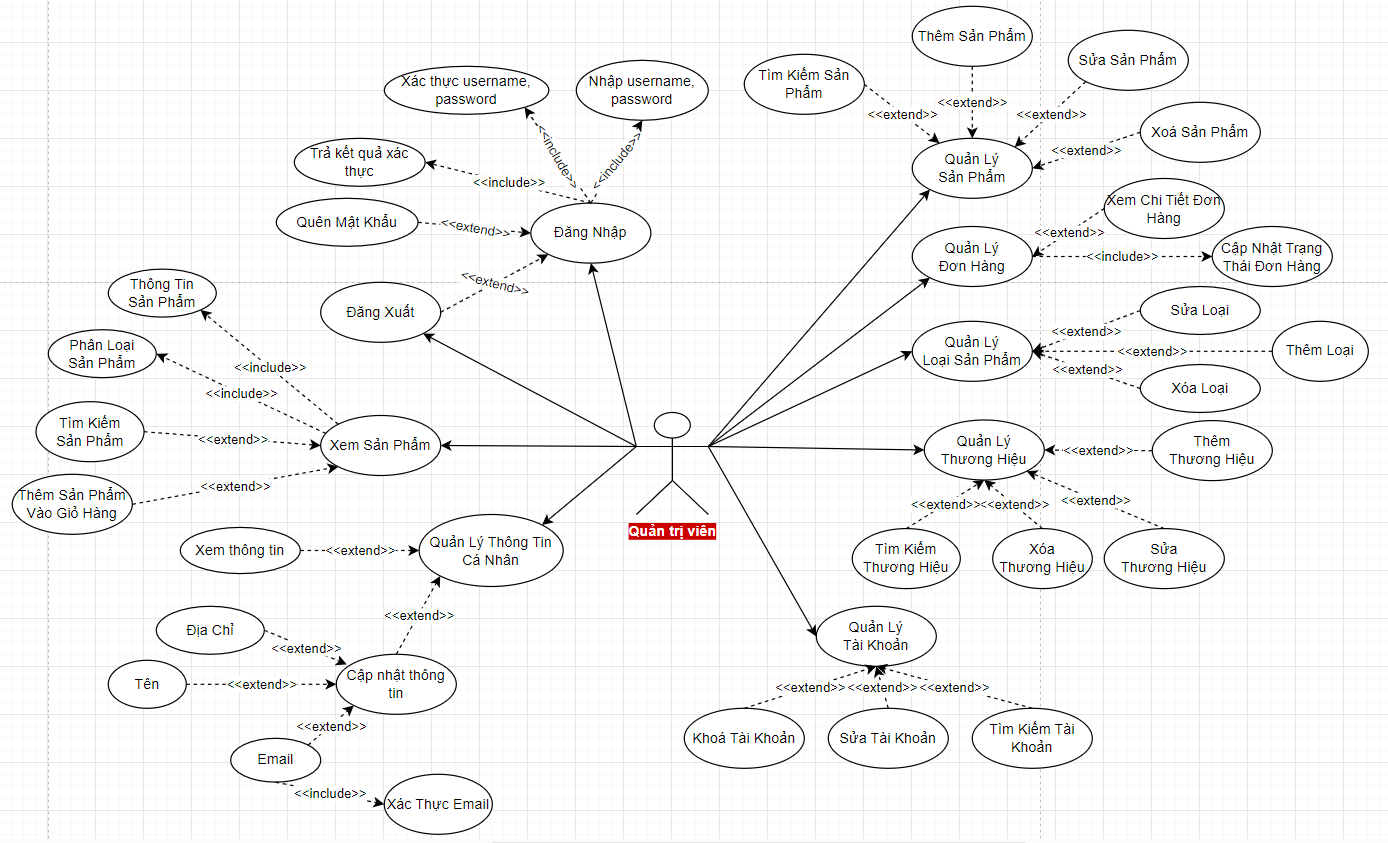 Thêm Sản Phẩm
Sửa Sản Phẩm
Tìm Kiếm Sản
Phẩm
Xoá Sản Phẩm
<<extend>>
<<extend>>
<<extend>>
<<extend>>
Quản Lý
Sản Phẩm
Xác thực username,
password
Nhập username,
password
Trả kết quả xác
thực
<<include>>
<<include>>
<<include>>
Quên Mật Khẩu
<<extend>>
Đăng Nhập
Đăng Xuất
<<extend>>
Xem Chi Tiết Đơn
Hàng
<<extend>>
Quản Lý
Đơn Hàng
<<include>>
Cập Nhật Trạng
Thái Đơn Hàng
Sửa Loại
<<extend>>
Quản Lý
Loại Sản Phẩm
<<extend>>
Thêm Loại
<<extend>>
Xóa Loại
Thông Tin
Sản Phẩm
Phân Loại
Sản Phẩm
<<include>>
<<include>>
Tìm Kiếm
Sản Phẩm
<<extend>>
Xem Sản Phẩm
Thêm Sản Phẩm
Vào Giỏ Hàng
<<extend>>
Quản Lý
Thương Hiệu
<<extend>>
Thêm
Thương Hiệu
<<extend>>
<<extend>>
<<extend>>
Tìm Kiếm
Thương Hiệu
Xóa
Thương Hiệu
Sửa
Thương Hiệu
Quản trị viên
Xem thông tin
<<extend>>
Quản Lý Thông Tin
Cá Nhân
<<extend>>
Địa Chỉ
<<extend>>
Tên
<<extend>>
Cập nhật thông
tin
<<extend>>
Email
<<include>>
Xác Thực Email
Quản Lý
Tài Khoản
<<extend>>
<<extend>>
<<extend>>
Khoá Tài Khoản
Sửa Tài Khoản
Tìm Kiếm Tài
Khoản